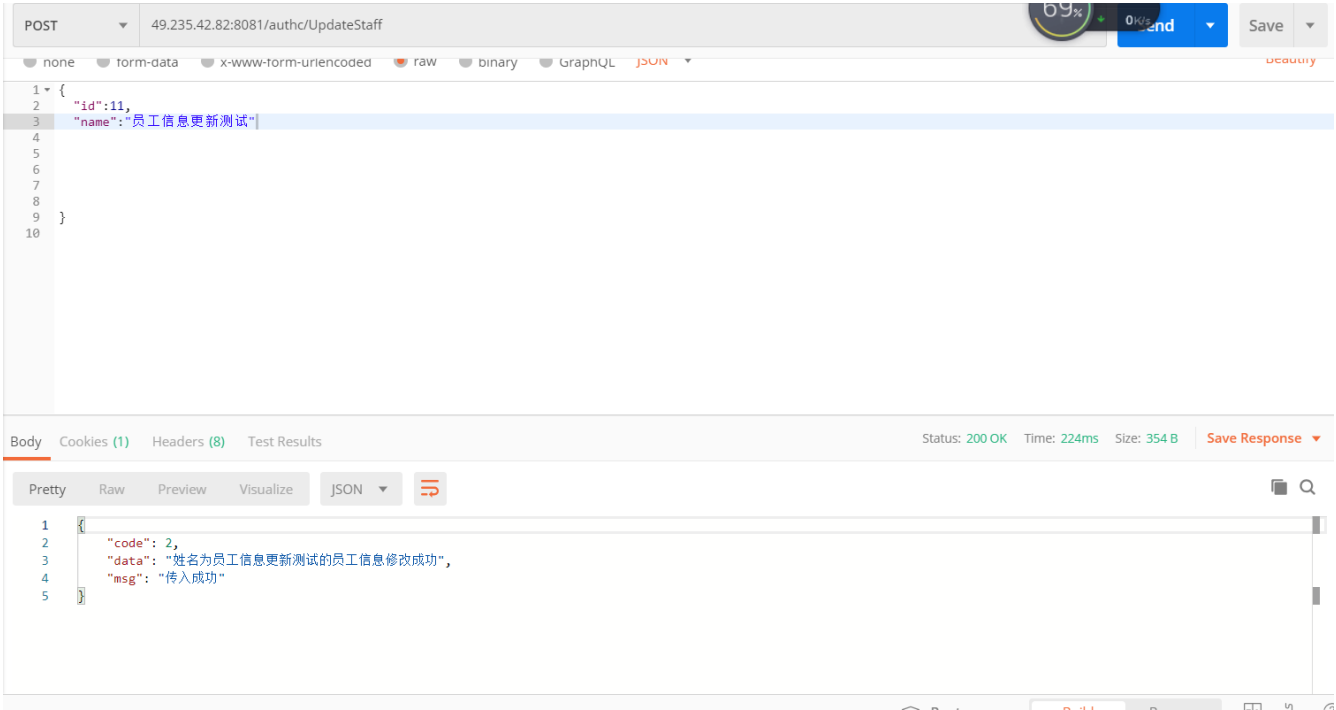 POST 49.235.42.82:8081/authc/UpdateStaff 69% 0K/s end Save
none form-data x-www-form-urlencoded raw binary GraphQL JSON Beautify
1 {
2 "id":11,
3 "name":"员工信息更新测试"
4
5
6
7
8
9 }
10
Body Cookies (1) Headers (8) Test Results Status: 200 OK Time: 224ms Size: 354 B Save Response
Pretty Raw Preview Visualize JSON
1 {
2 "code": 2,
3 "data": "姓名为员工信息更新测试的员工信息修改成功",
4 "msg": "传入成功"
5 }